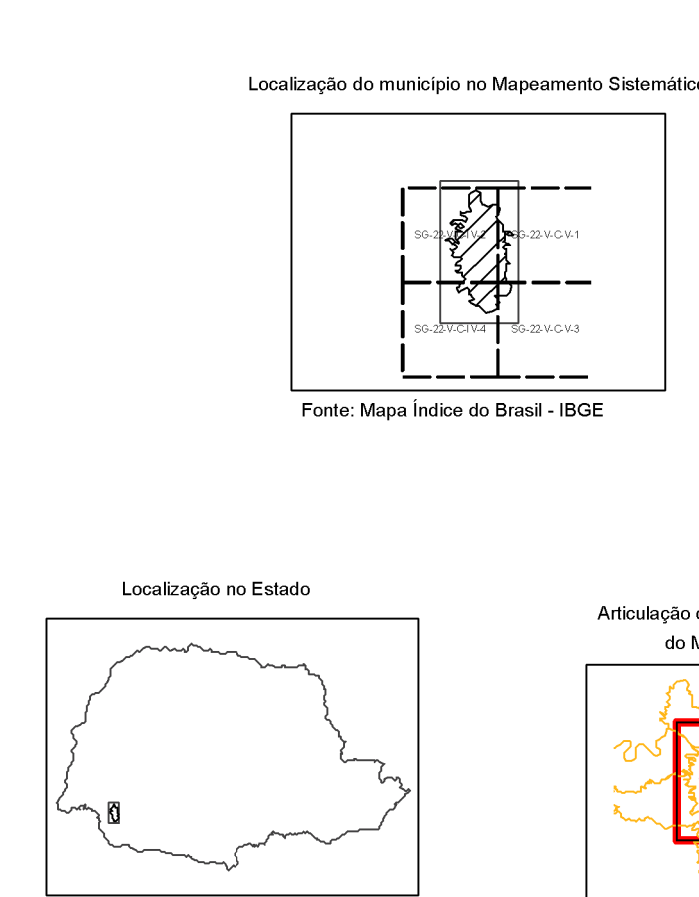 Localização do município no Mapeamento Sistemátic
SG-22-V-C-IV-2 SG-22-V-C-V-1
SG-22-V-C-IV-4 SG-22-V-C-V-3
Fonte: Mapa Índice do Brasil - IBGE
Localização no Estado
Articulação
do M